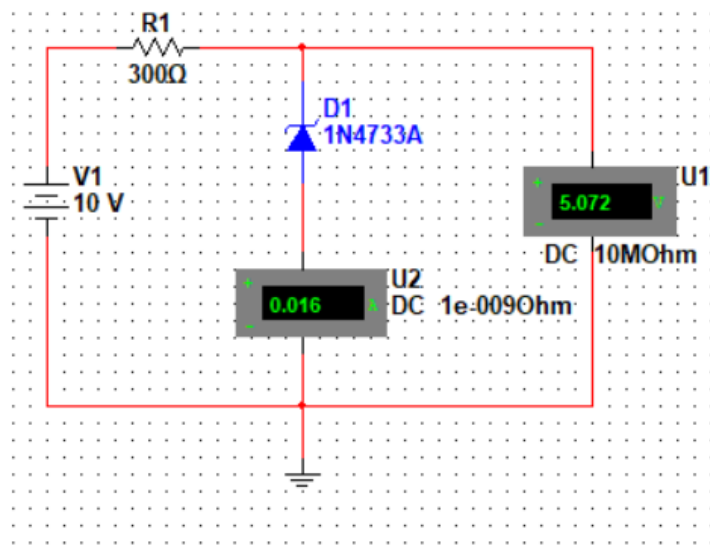 R1
300Ω
D1
1N4733A
V1
10 V
+
5.072 V
-
U1
DC 10MOhm
+
0.016 A
-
U2
DC 1e-009Ohm